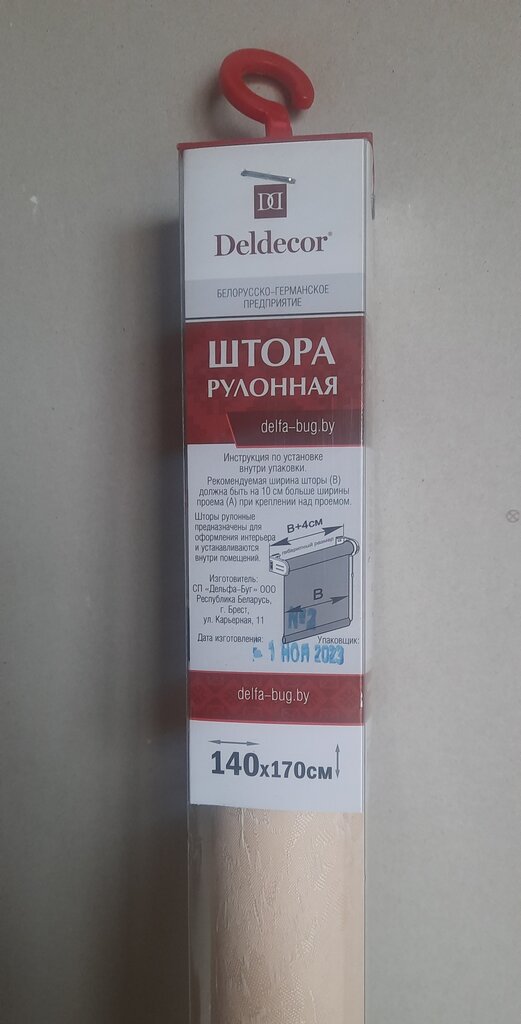 Deldecor®
БЕЛОРУССКО-ГЕРМАНСКОЕ
ПРЕДПРИЯТИЕ
ШТОРА
РУЛОННАЯ
delfa-bug.by
Инструкция по установке
внутри упаковки.
Рекомендуемая ширина шторы (В)
должна быть на 10 см больше ширины
проема (А) при креплении над проемом.
Шторы рулонные
предназначены для
оформления интерьера
и устанавливаются
внутри помещений.
В+4см
габаритный размер
В
Изготовитель:
СП «Дельфа-Буг» ООО
Республика Беларусь,
г. Брест,
ул. Карьерная, 11
№2
Дата изготовления:
Упаковщик:
1 НОЯ 2023
delfa-bug.by
140х170см